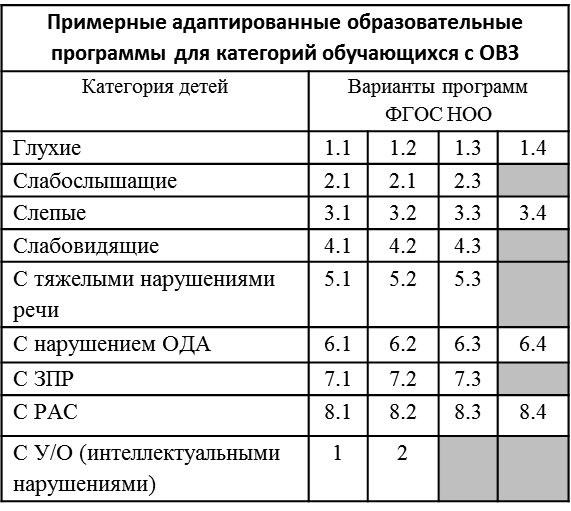 Примерные адаптированные образовательные
программы для категорий обучающихся с ОВЗ
Категория детей Варианты программ
ФГОС НОО
Глухие 1.1 1.2 1.3 1.4
Слабослышащие 2.1 2.1 2.3
Слепые 3.1 3.2 3.3 3.4
Слабовидящие 4.1 4.2 4.3
С тяжелыми нарушениями 5.1 5.2 5.3
речи
С нарушением ОДА 6.1 6.2 6.3 6.4
С ЗПР 7.1 7.2 7.3
С РАС 8.1 8.2 8.3 8.4
С У/О (интеллектуальными 1 2
нарушениями)